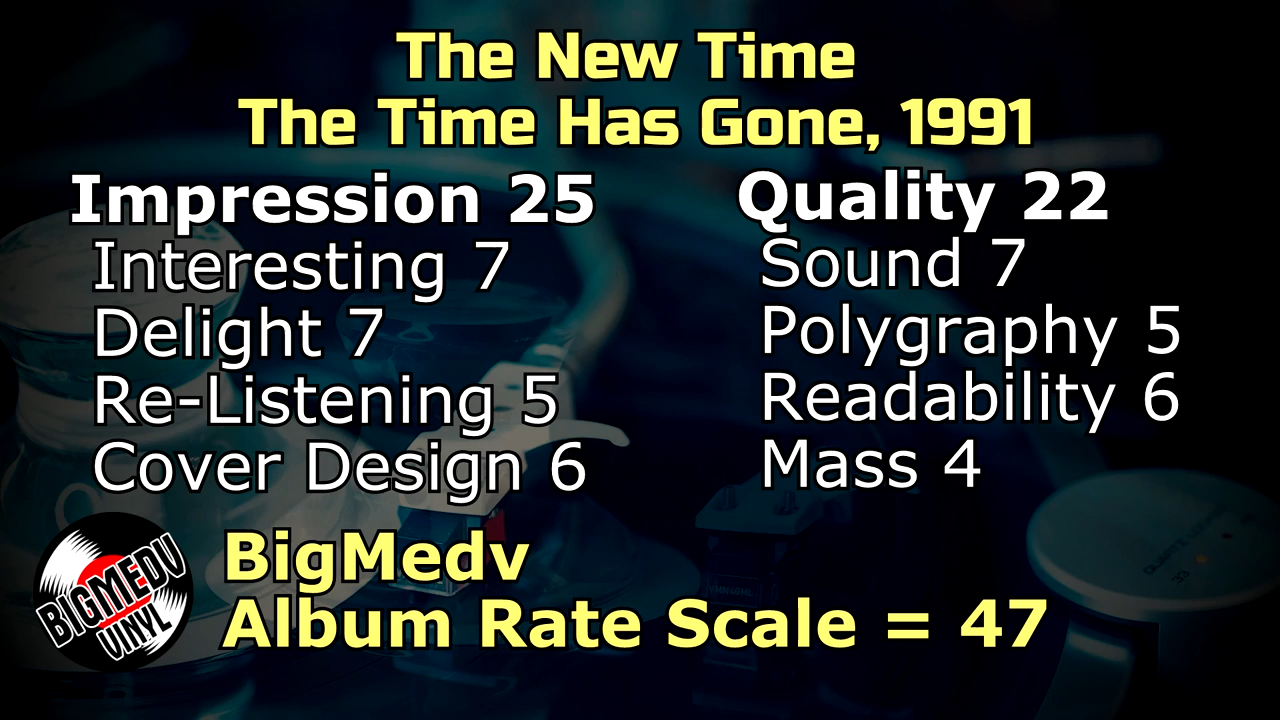 The New Time
The Time Has Gone, 1991
Impression 25
Interesting 7
Delight 7
Re-Listening 5
Cover Design 6
Quality 22
Sound 7
Polygraphy 5
Readability 6
Mass 4
BIGMEDV
VINYL
BigMedv
Album Rate Scale = 47